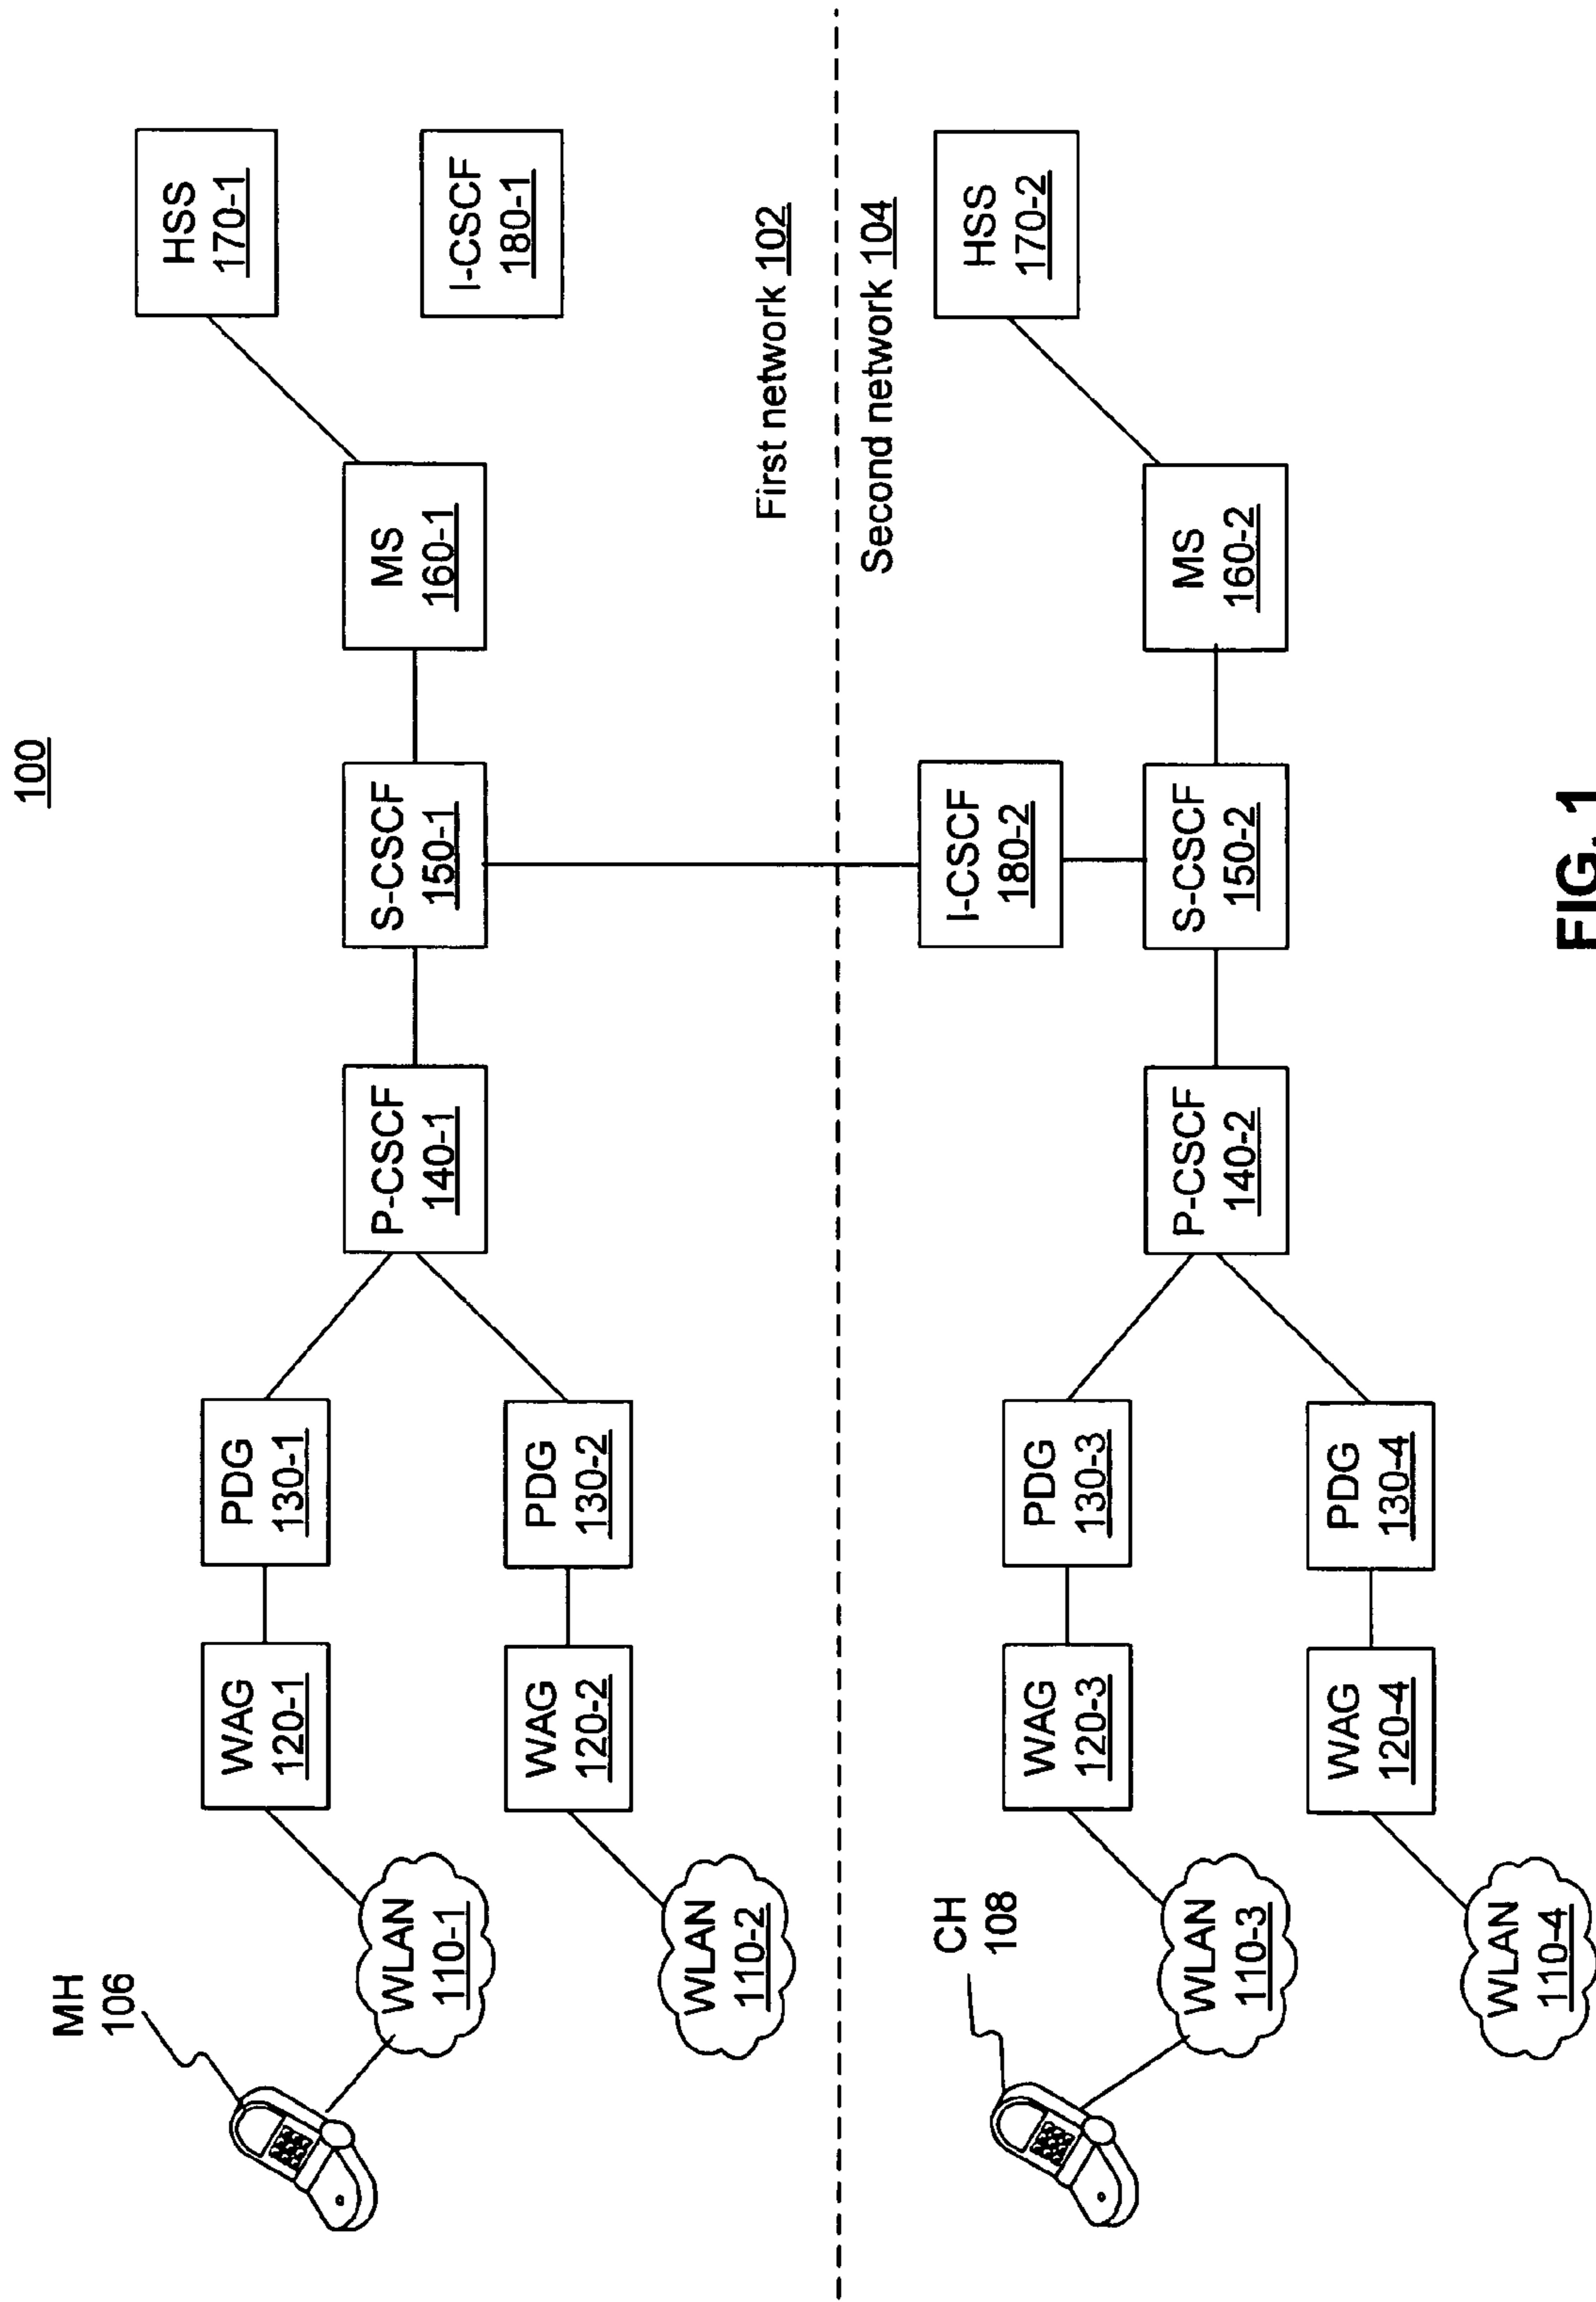 100
MH
106
WLAN
110-1
WAG
120-1
PDG
130-1
P-CSCF
140-1
S-CSCF
150-1
MS
160-1
HSS
170-1
WLAN
110-2
WAG
120-2
PDG
130-2
I-CSCF
180-1
First network 102
Second network 104
CH
108
WLAN
110-3
WAG
120-3
PDG
130-3
P-CSCF
140-2
I-CSCF
180-2
S-CSCF
150-2
MS
160-2
HSS
170-2
WLAN
110-4
WAG
120-4
PDG
130-4
FIG. 1